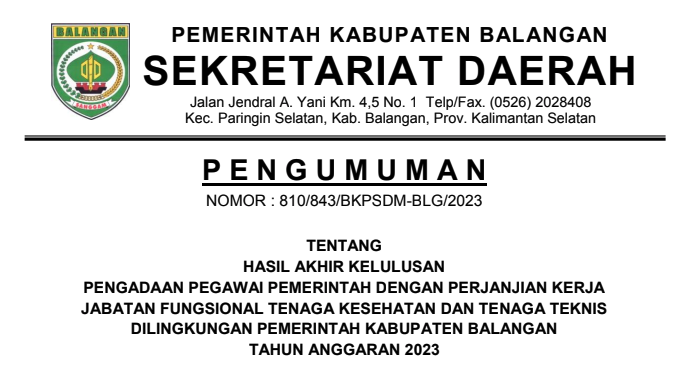 BALANGAN
SANGGAM
PEMERINTAH KABUPATEN BALANGAN
SEKRETARIAT DAERAH
Jalan Jendral A. Yani Km. 4,5 No. 1 Telp/Fax. (0526) 2028408
Kec. Paringin Selatan, Kab. Balangan, Prov. Kalimantan Selatan
P E N G U M U M A N
NOMOR : 810/843/BKPSDM-BLG/2023
TENTANG
HASIL AKHIR KELULUSAN
PENGADAAN PEGAWAI PEMERINTAH DENGAN PERJANJIAN KERJA
JABATAN FUNGSIONAL TENAGA KESEHATAN DAN TENAGA TEKNIS
DILINGKUNGAN PEMERINTAH KABUPATEN BALANGAN
TAHUN ANGGARAN 2023